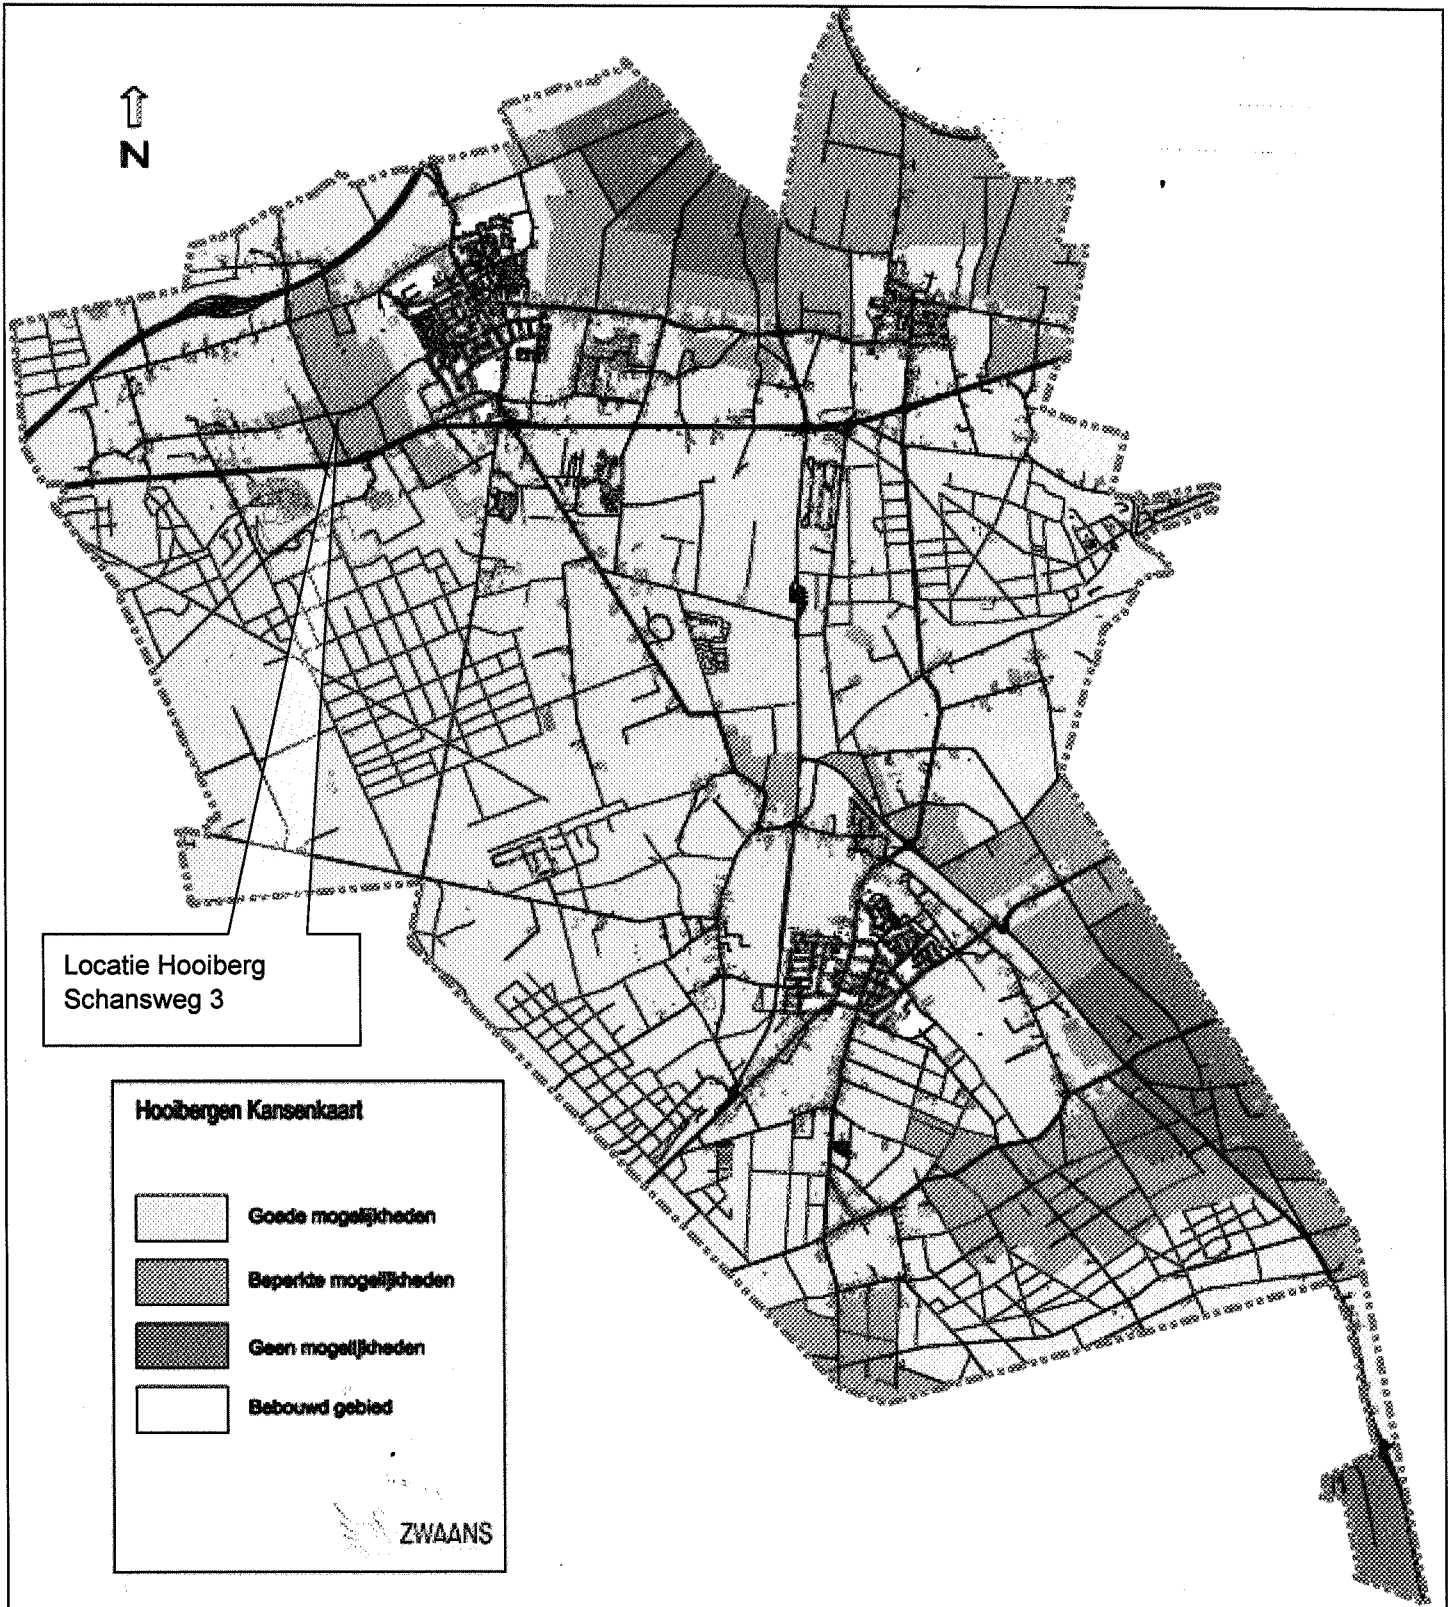 N
Locatie Hooiberg
Schansweg 3
Hooibergen Kansenkaart
Goede mogelijkheden
Beperkte mogelijkheden
Geen mogelijkheden
Bebouwd gebied
ZWAANS